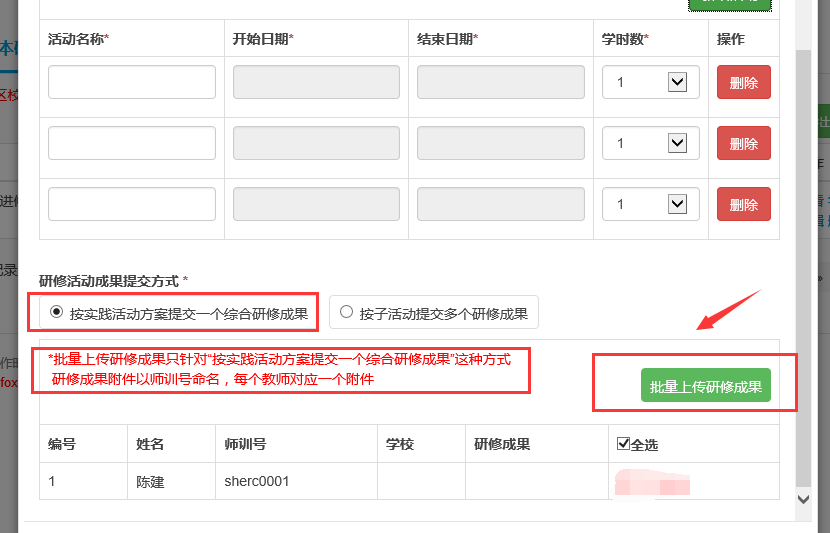 活动名称* 开始日期* 结束日期* 学时数* 操作
1 删除
1 删除
1 删除
研修活动成果提交方式 *
按实践活动方案提交一个综合研修成果 按子活动提交多个研修成果
*批量上传研修成果只针对“按实践活动方案提交一个综合研修成果”这种方式
研修成果附件以师训号命名，每个教师对应一个附件
批量上传研修成果
编号 姓名 师训号 学校 研修成果 全选
1 陈建 sherc0001